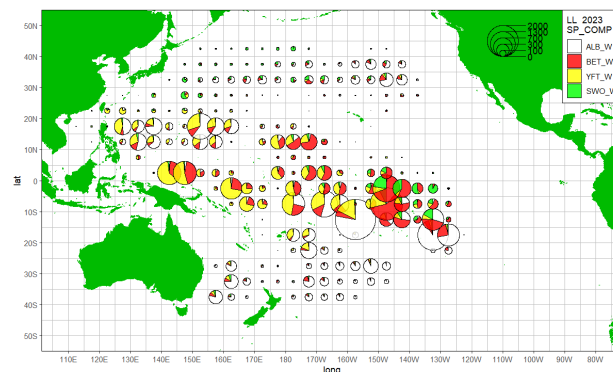 50N
40N
30N
20N
10N
0
10S
20S
30S
40S
50S
lat
110E 120E 130E 140E 150E 160E 170E 180 170W 160W 150W 140W 130W 120W 110W 100W 90W 80W
long
2000
1300
700
300
100
0
LL_2023
SP_COMP
ALB_W
BET_W
YFT_W
SWO_W